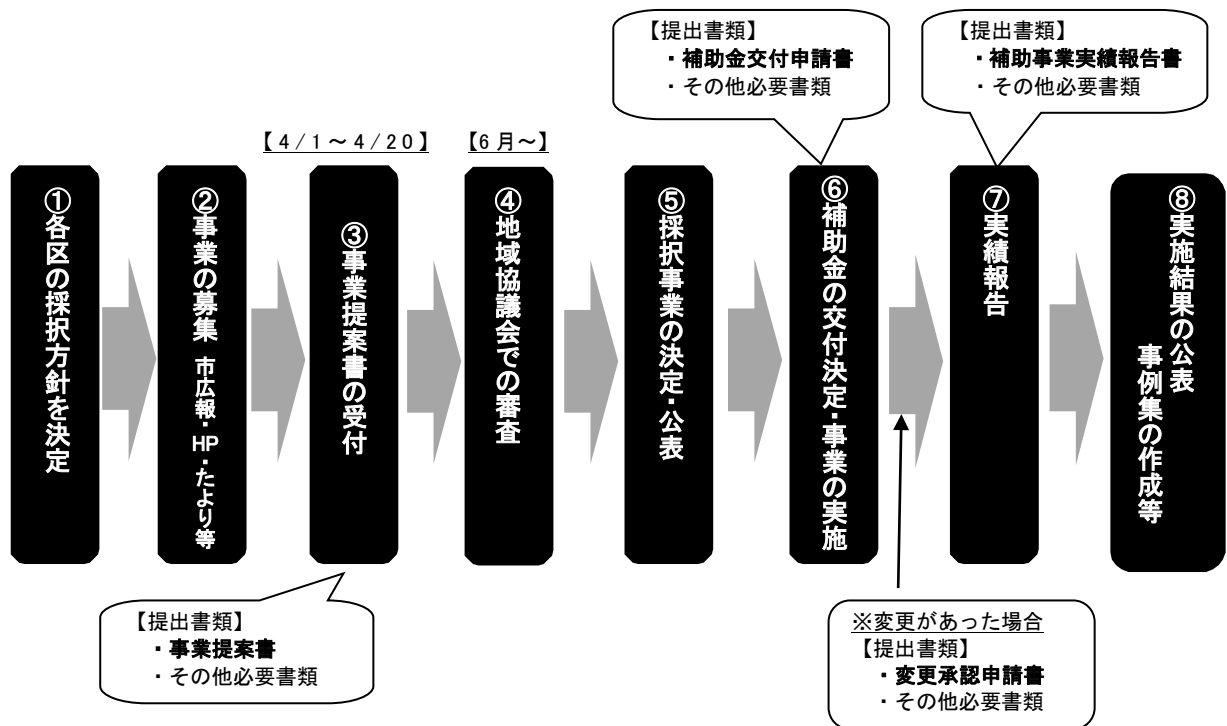 【提出書類】
・補助金交付申請書
・その他必要書類
【提出書類】
・補助事業実績報告書
・その他必要書類
【4/1～4/20】
【6月～】
①各区の採択方針を決定
②事業の募集 市広報・HP・たより等
③事業提案書の受付
④地域協議会での審査
⑤採択事業の決定・公表
⑥補助金の交付決定・事業の実施
⑦実績報告
⑧実施結果の公表
事例集の作成等
【提出書類】
・事業提案書
・その他必要書類
※変更があった場合
【提出書類】
・変更承認申請書
・その他必要書類